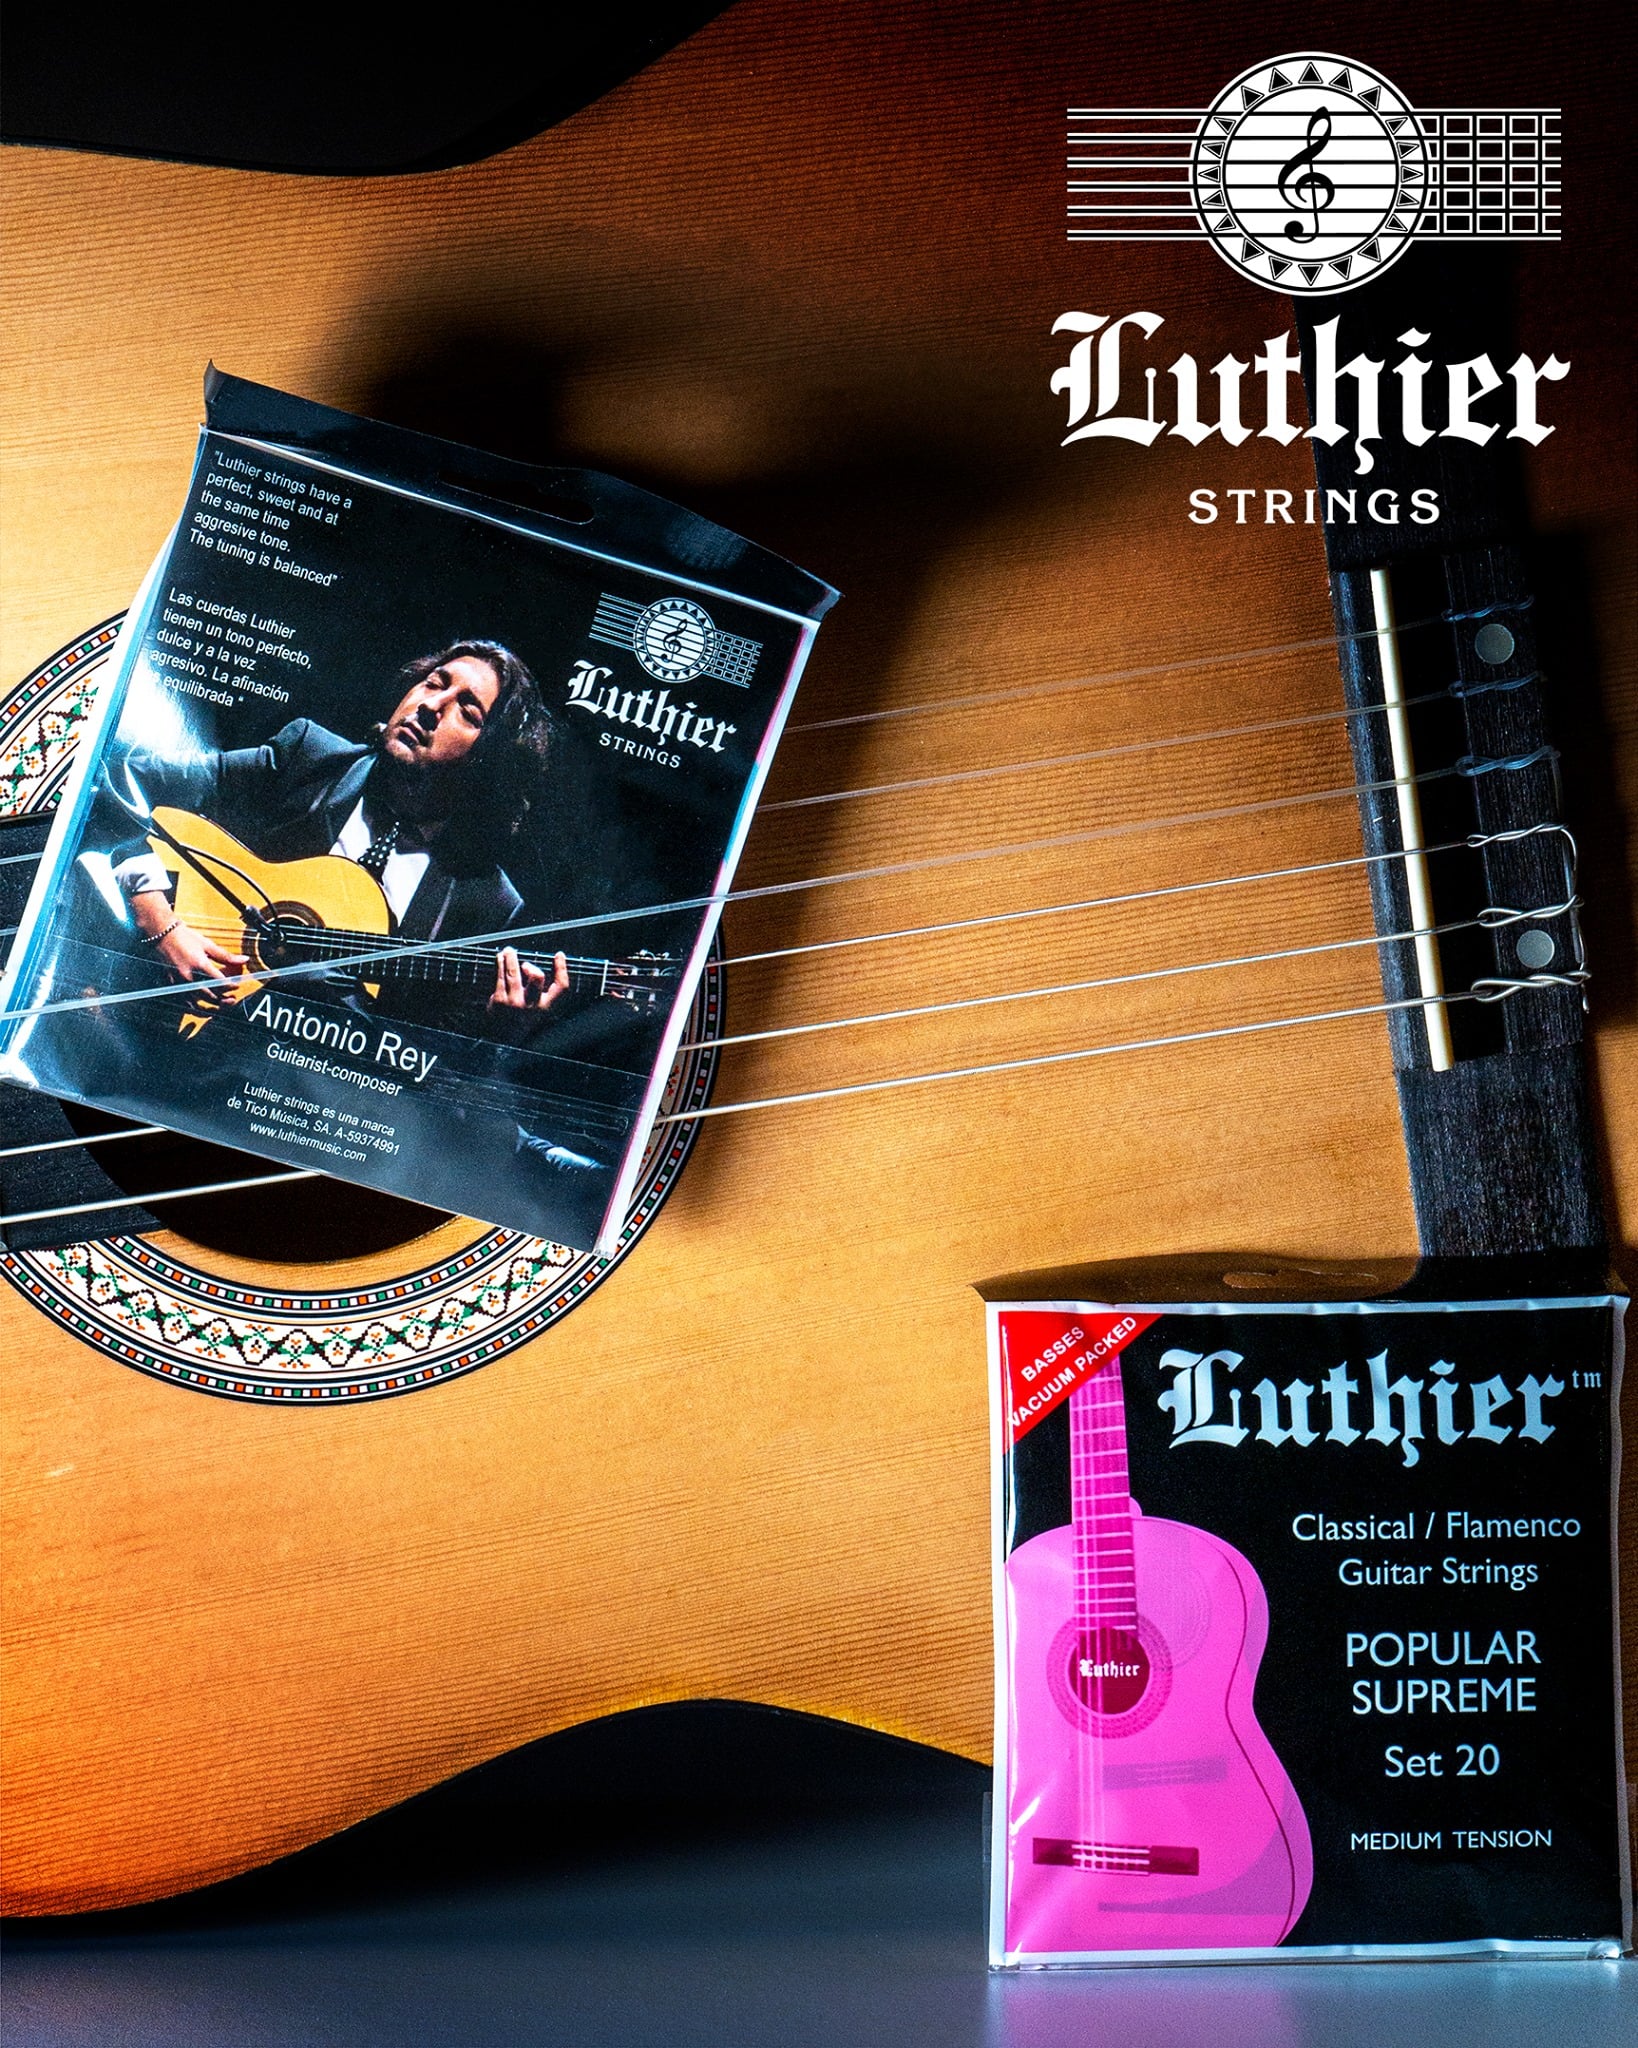 Luthier
STRINGS
"Luthier strings have a
perfect, sweet and at
the same time
aggresive tone.
The tuning is balanced"
Las cuerdas Luthier
tienen un tono perfecto,
dulce y a la vez
agresivo. La afinación
equilibrada "
Luthier
STRINGS
Antonio Rey
Guitarist-composer
Luthier strings es una marca
de Ticó Música, SA. A-59374991
www.luthiermusic.com
BASSES
VACUUM PACKED
Luthier™
Classical / Flamenco
Guitar Strings
POPULAR
SUPREME
Set 20
MEDIUM TENSION
Luthier